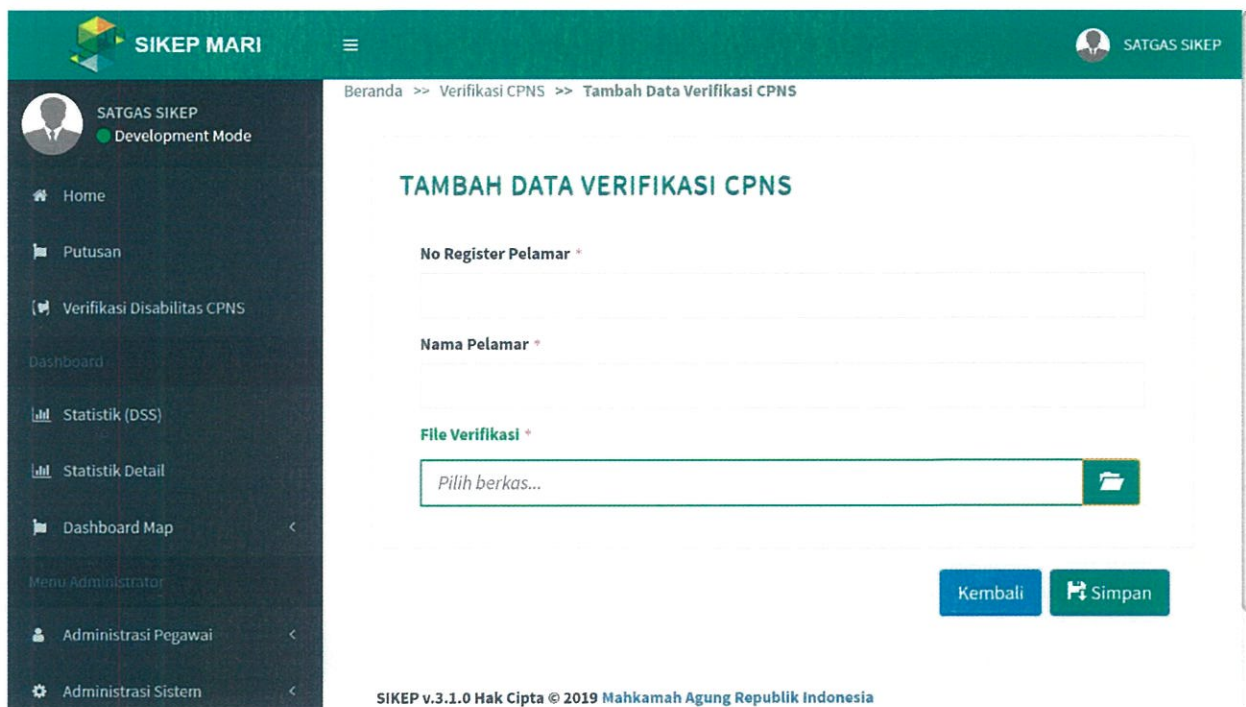 SIKEP MARI
SATGAS SIKEP
SATGAS SIKEP
Development Mode
Home
Putusan
Verifikasi Disabilitas CPNS
Dashboard
Statistik (DSS)
Statistik Detail
Dashboard Map
Menu Administrator
Administrasi Pegawai
Administrasi Sistem
Beranda >> Verifikasi CPNS >> Tambah Data Verifikasi CPNS
TAMBAH DATA VERIFIKASI CPNS
No Register Pelamar *
Nama Pelamar *
File Verifikasi *
Pilih berkas...
Kembali
Simpan
SIKEP v.3.1.0 Hak Cipta © 2019 Mahkamah Agung Republik Indonesia